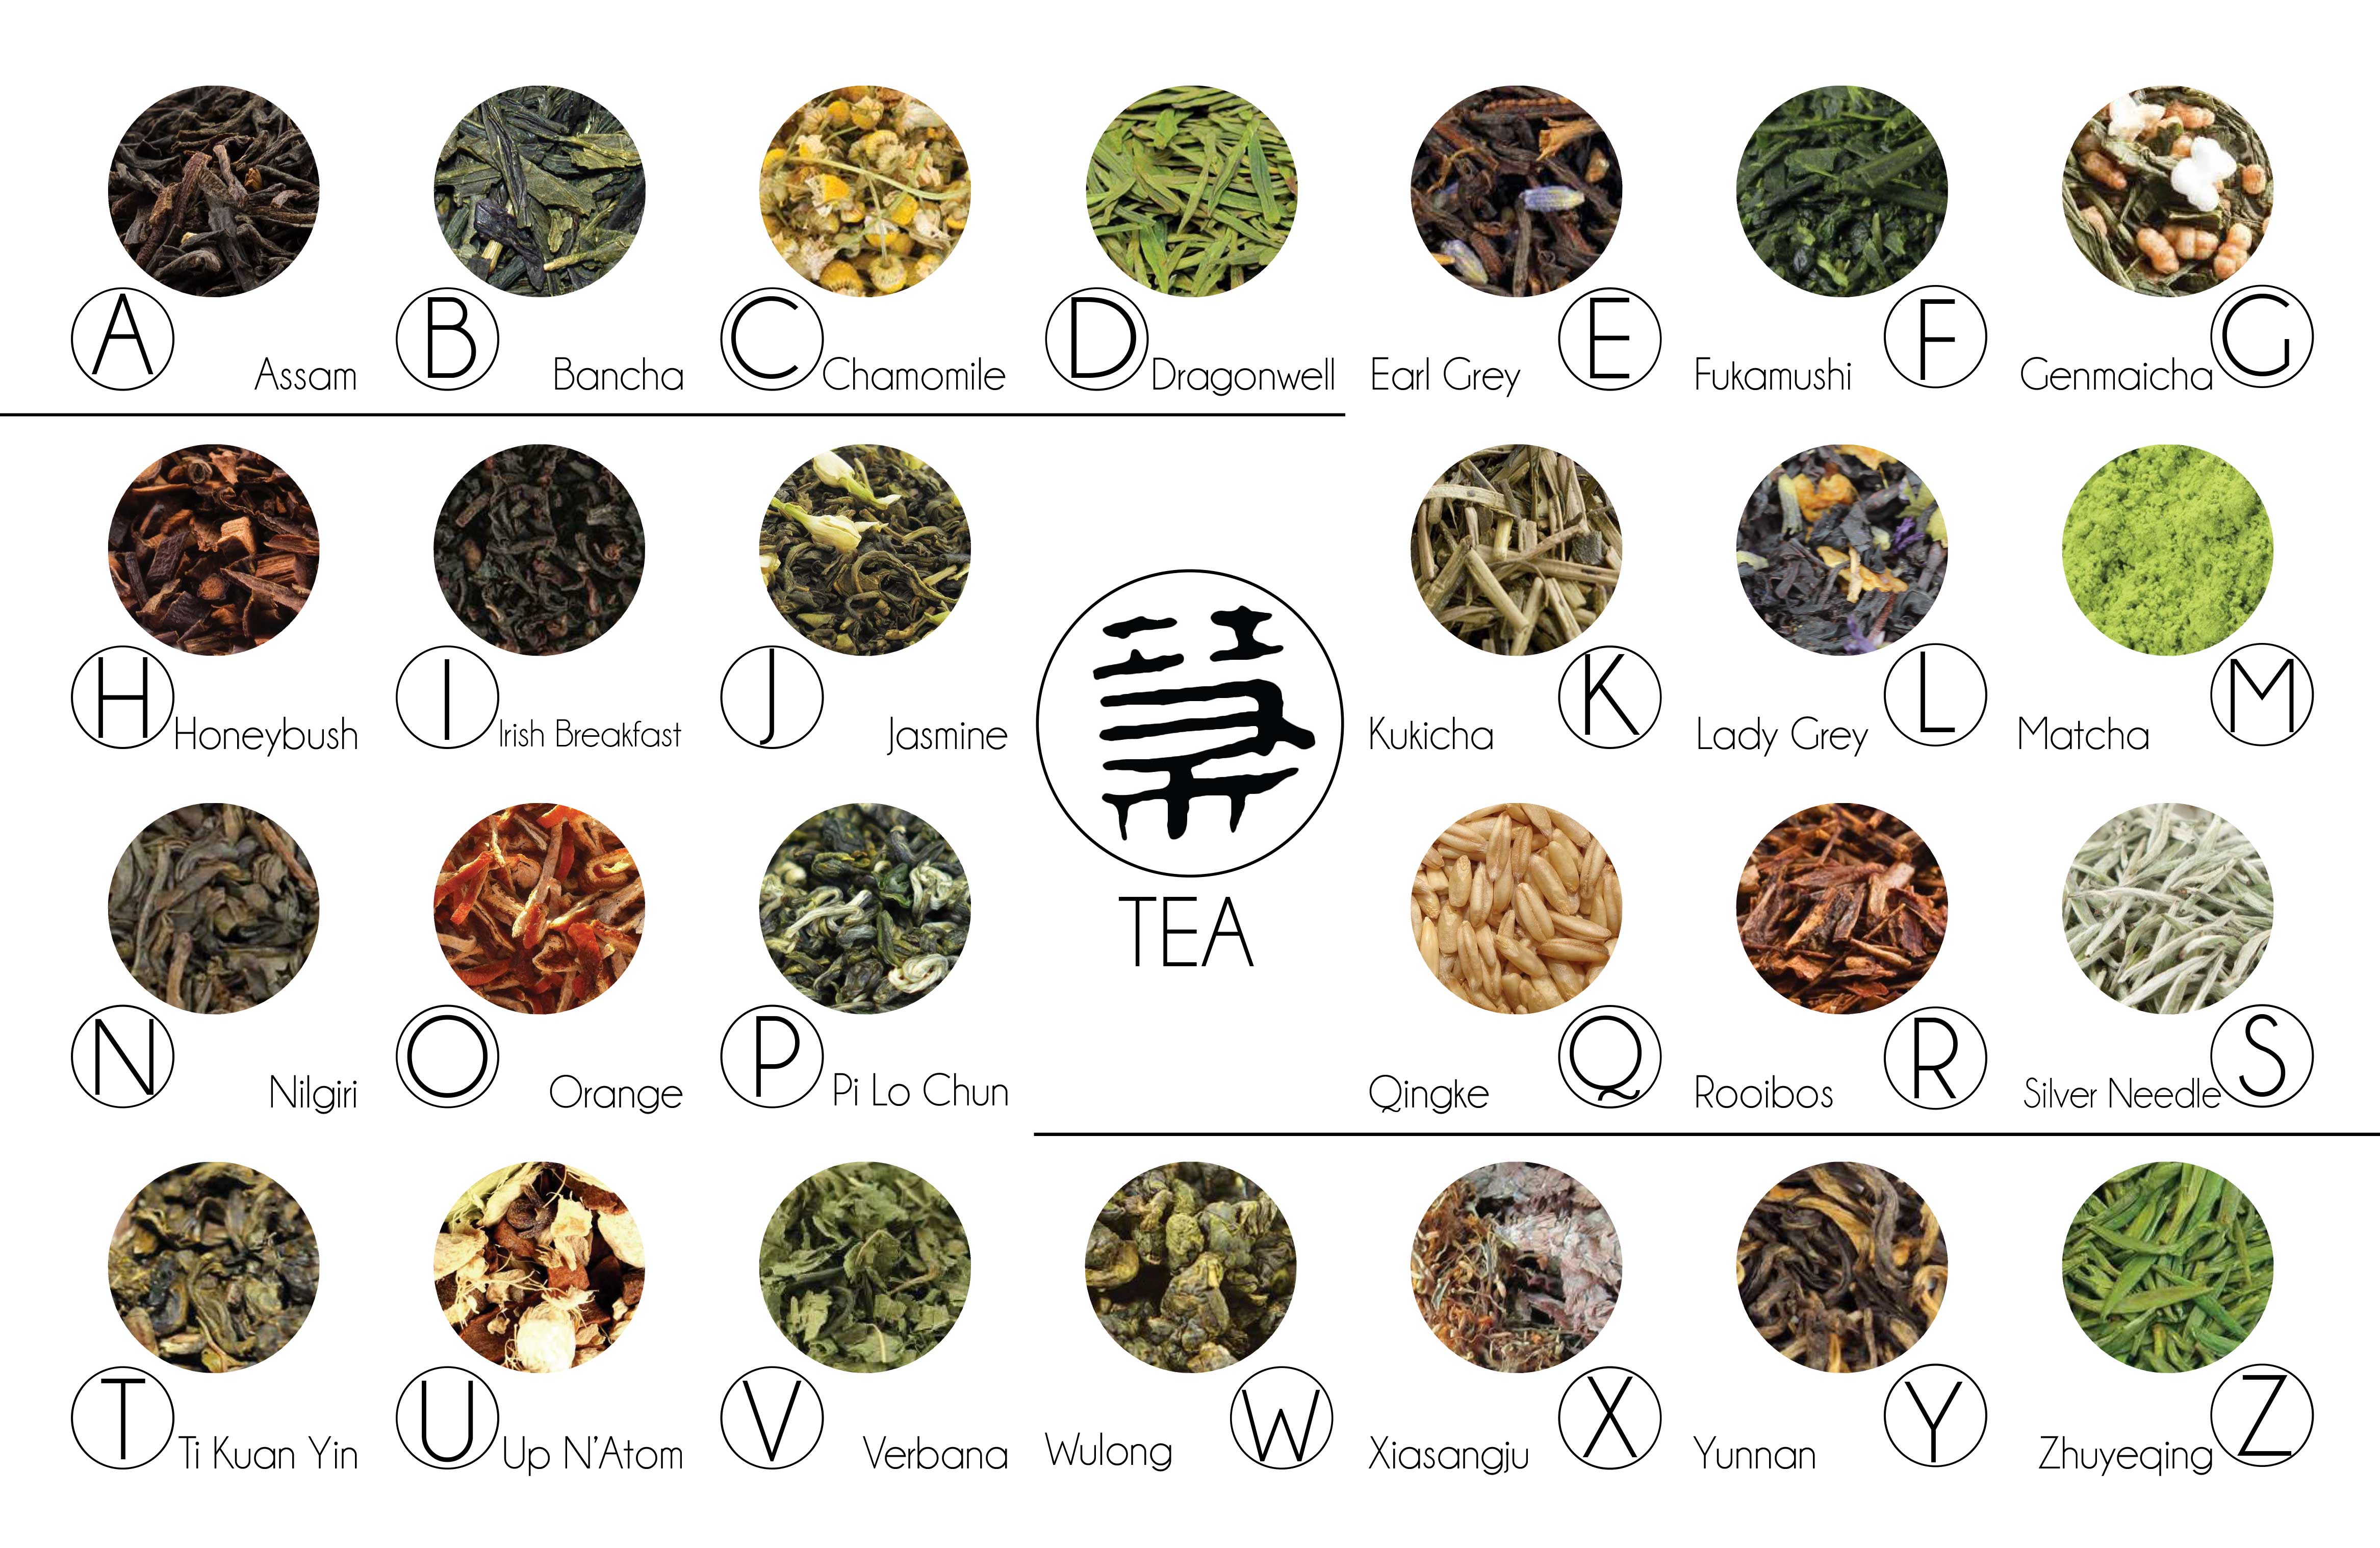 A Assam
B Bancha
C Chamomile
D Dragonwell
Earl Grey E
Fukamushi F
Genmaicha G
H Honeybush
I Irish Breakfast
J Jasmine
Kukicha K
Lady Grey L
Matcha M
TEA
N Nilgiri
O Orange
P Pi Lo Chun
Qingke Q
Rooibos R
Silver Needle S
T Ti Kuan Yin
U Up N'Atom
V Verbana
Wulong W
Xiasangju X
Yunnan Y
Zhuyeqing Z